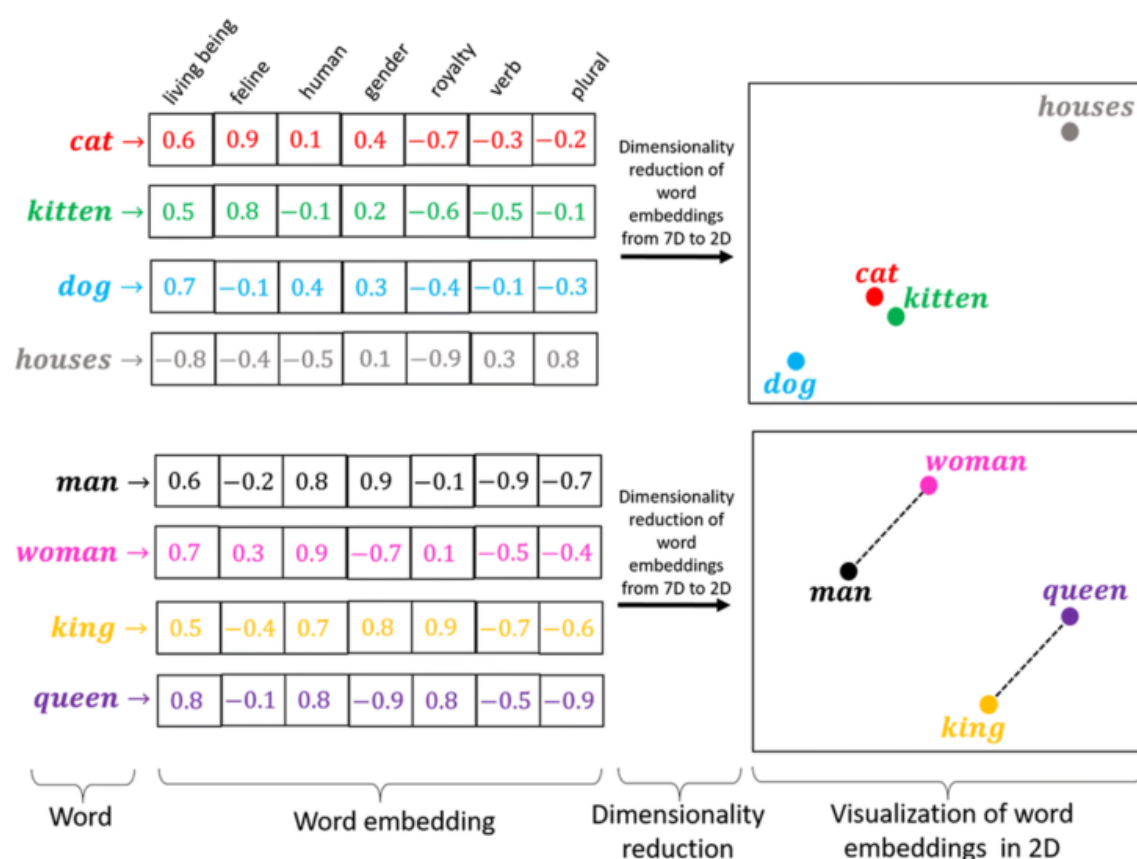 living being feline human gender royalty verb plural
cat → 0.6 0.9 0.1 0.4 −0.7 −0.3 −0.2
kitten → 0.5 0.8 −0.1 0.2 −0.6 −0.5 −0.1
dog → 0.7 −0.1 0.4 0.3 −0.4 −0.1 −0.3
houses → −0.8 −0.4 −0.5 0.1 −0.9 0.3 0.8
Dimensionality
reduction of
word
embeddings
from 7D to 2D
houses
cat
kitten
dog
man → 0.6 −0.2 0.8 0.9 −0.1 −0.9 −0.7
woman → 0.7 0.3 0.9 −0.7 0.1 −0.5 −0.4
king → 0.5 −0.4 0.7 0.8 0.9 −0.7 −0.6
queen → 0.8 −0.1 0.8 −0.9 0.8 −0.5 −0.9
Dimensionality
reduction of
word
embeddings
from 7D to 2D
woman
man
queen
king
Word
Word embedding
Dimensionality
reduction
Visualization of word
embeddings in 2D